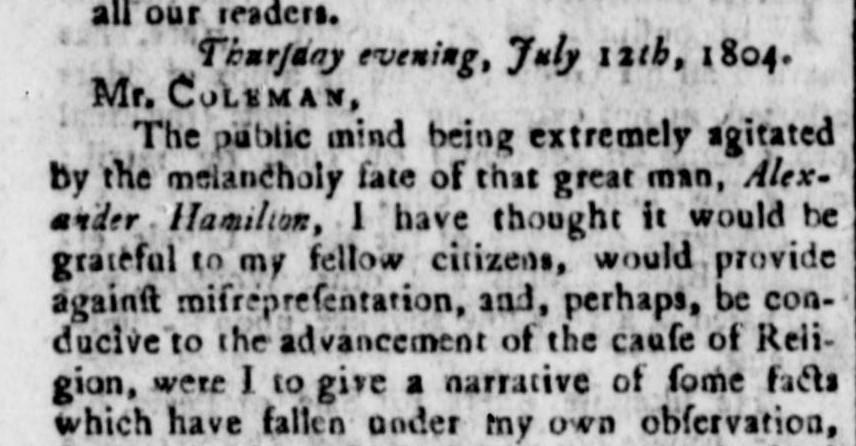 all our readers.
Thurſday evening, July 12th, 1804.
Mr. COLEMAN,
The public mind being extremely agitated
by the melancholy fate of that great man, Alex-
ander Hamilton, I have thought it would be
grateful to my fellow citizens, would provide
againſt miſrepreſentation, and, perhaps, be con-
ducive to the advancement of the cauſe of Reli-
gion, were I to give a narrative of ſome facts
which have fallen under my own obſervation,